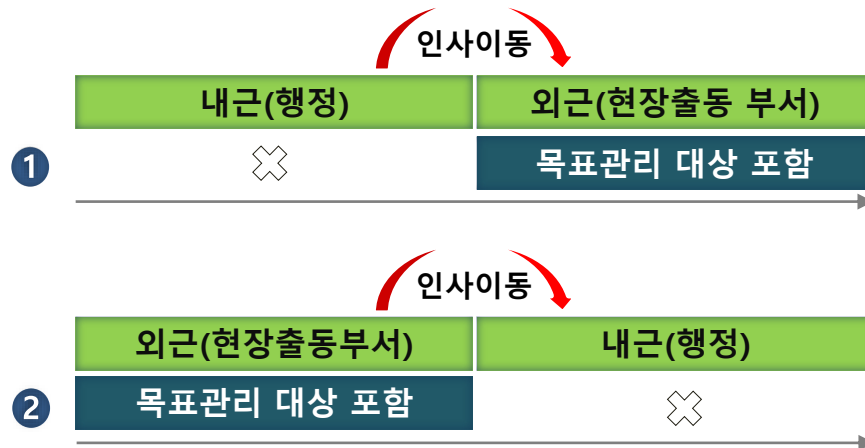 인사이동
내근(행정)
외근(현장출동 부서)
1
목표관리 대상 포함
인사이동
외근(현장출동부서)
내근(행정)
2
목표관리 대상 포함